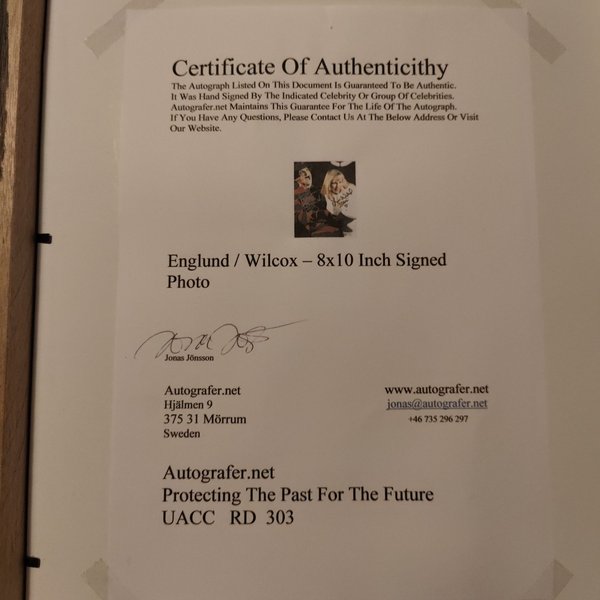 Certificate Of Authenticithy
The Autograph Listed On This Document Is Guaranteed To Be Authentic.
It Was Hand Signed By The Indicated Celebrity Or Group Of Celebrities.
Autografer.net Maintains This Guarantee For The Life Of The Autograph.
If You Have Any Questions, Please Contact Us At The Below Address Or Visit
Our Website.
Englund / Wilcox – 8x10 Inch Signed
Photo
Jonas Jönsson
Autografer.net
Hjälmen 9
375 31 Mörrum
Sweden
www.autografer.net
jonas@autografer.net
+46 735 296 297
Autografer.net
Protecting The Past For The Future
UACC RD 303